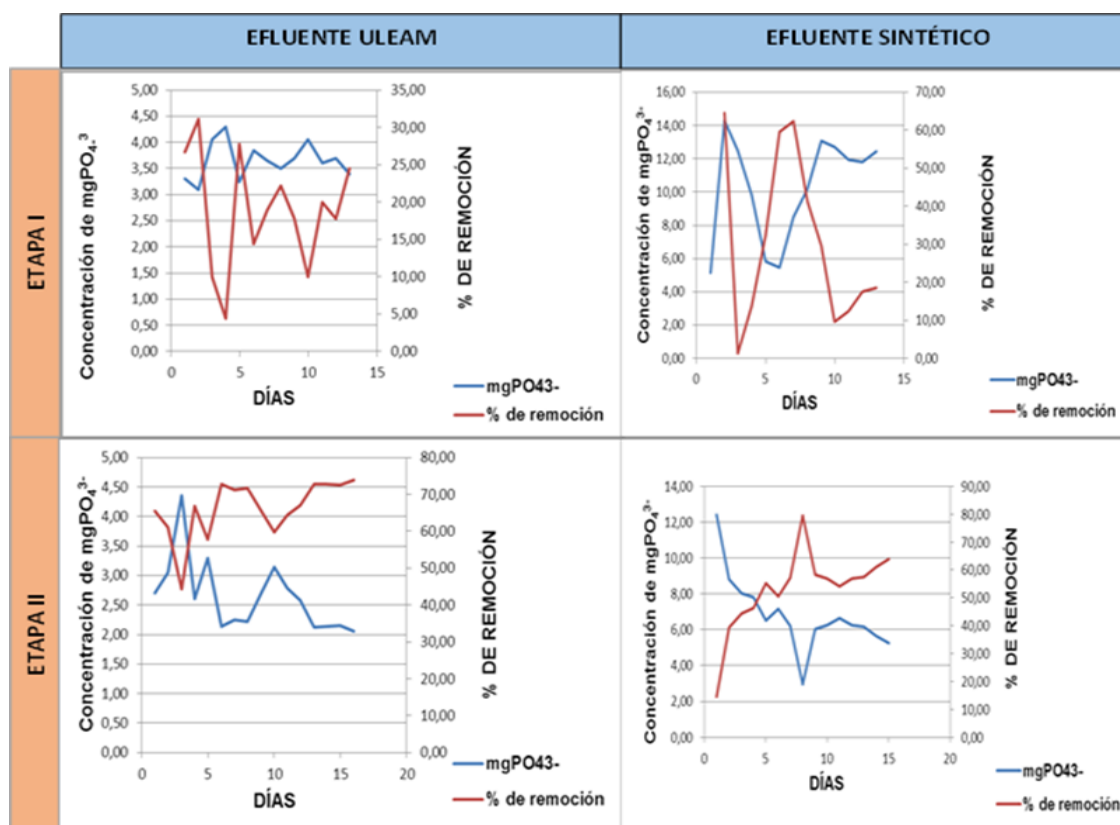 EFLUENTE ULEAM
EFLUENTE SINTÉTICO
ETAPA I
Concentración de mgPO₄-³
5,00
4,50
4,00
3,50
3,00
2,50
2,00
1,50
1,00
0,50
0,00
35,00
30,00
25,00
20,00
15,00
10,00
5,00
0,00
% DE REMOCIÓN
0 5 10 15
DÍAS
mgPO43-
% de remoción
Concentración de mgPO₄³⁻
16,00
14,00
12,00
10,00
8,00
6,00
4,00
2,00
0,00
70,00
60,00
50,00
40,00
30,00
20,00
10,00
0,00
% DE REMOCIÓN
0 5 10 15
DÍAS
mgPO43-
% de remoción
ETAPA II
Concentración de mgPO₄³⁻
5,00
4,50
4,00
3,50
3,00
2,50
2,00
1,50
1,00
0,50
0,00
80,00
70,00
60,00
50,00
40,00
30,00
20,00
10,00
0,00
% DE REMOCIÓN
0 5 10 15 20
DÍAS
mgPO43-
% de remoción
Concentración de mgPO₄³⁻
14,00
12,00
10,00
8,00
6,00
4,00
2,00
0,00
90,00
80,00
70,00
60,00
50,00
40,00
30,00
20,00
10,00
0,00
% DE REMOCIÓN
0 5 10 15 20
DÍAS
mgPO43-
% de remoción